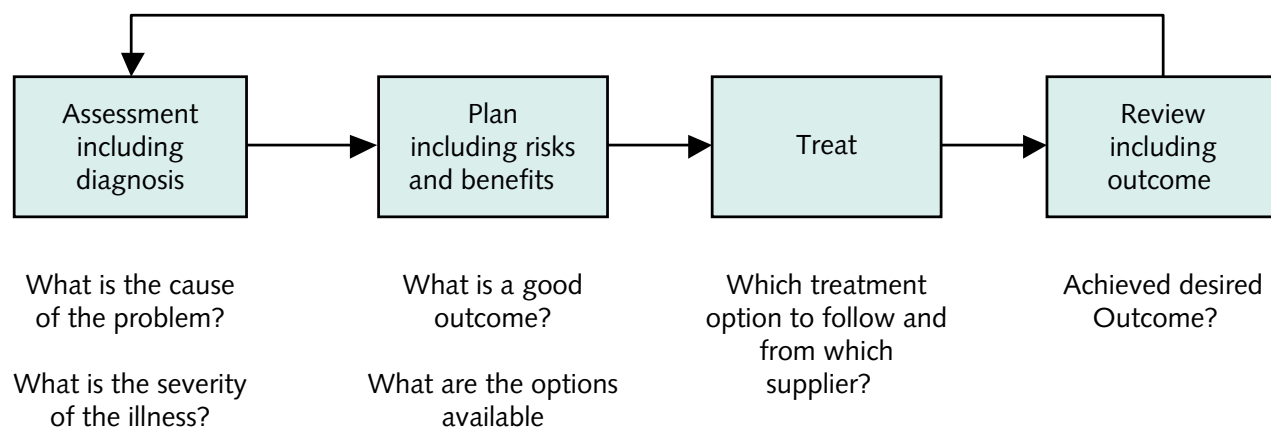 Assessment
including
diagnosis
Plan
including risks
and benefits
Treat
Review
including
outcome
What is the cause
of the problem?
What is the severity
of the illness?
What is a good
outcome?
What are the options
available
Which treatment
option to follow and
from which
supplier?
Achieved desired
Outcome?